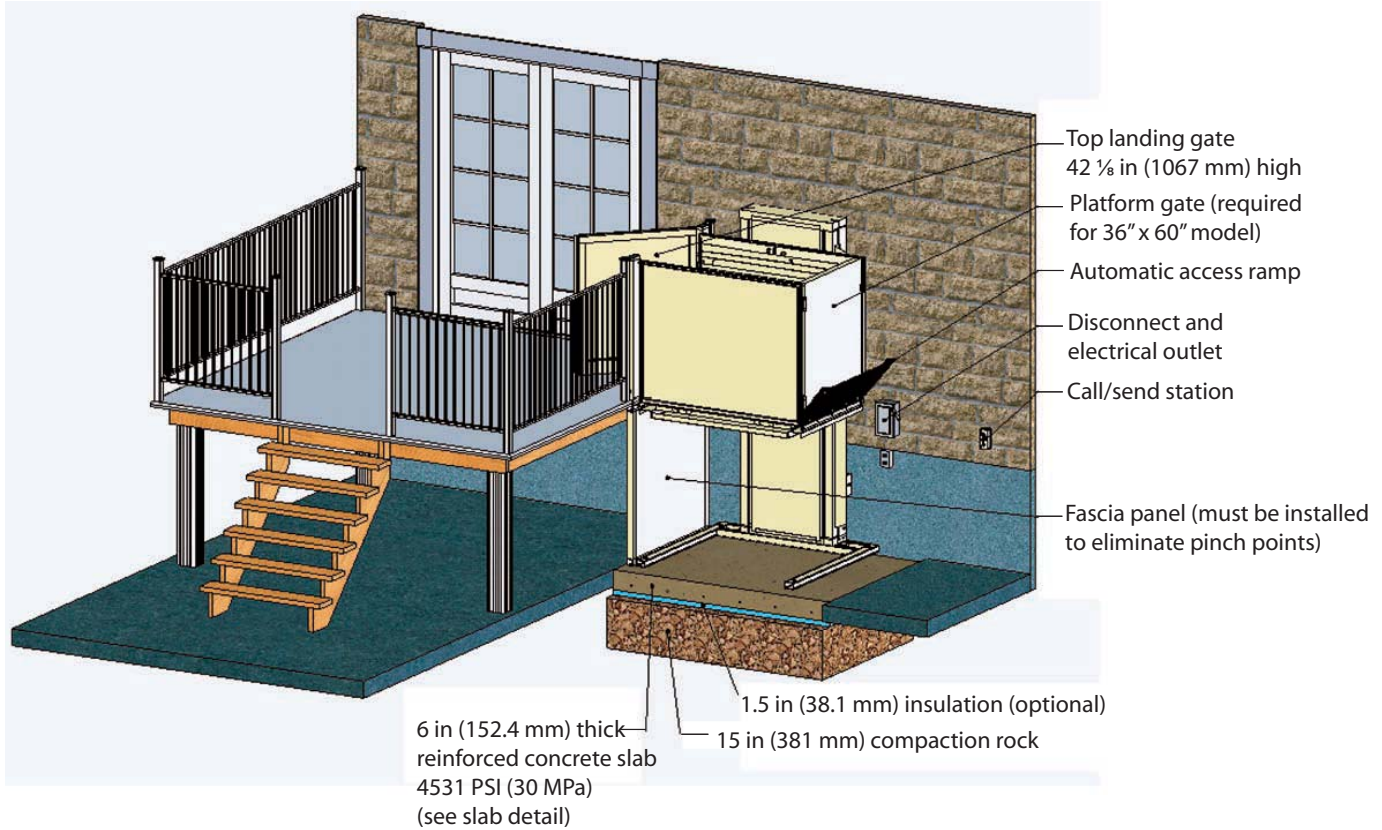 Top landing gate
42 ⅛ in (1067 mm) high
Platform gate (required
for 36” x 60” model)
Automatic access ramp
Disconnect and
electrical outlet
Call/send station
Fascia panel (must be installed
to eliminate pinch points)
1.5 in (38.1 mm) insulation (optional)
15 in (381 mm) compaction rock
6 in (152.4 mm) thick
reinforced concrete slab
4531 PSI (30 MPa)
(see slab detail)